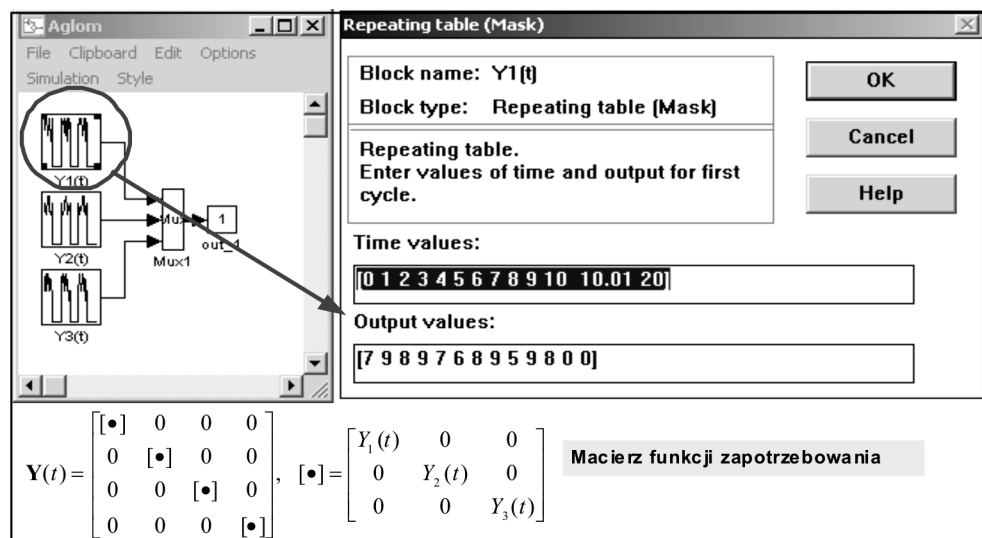 Aglom
File Clipboard Edit Options
Simulation Style
Y1(t)
Y2(t)
Y3(t)
Mux
Mux1
1
out_1
Repeating table (Mask)
Block name: Y1(t)
Block type: Repeating table (Mask)
Repeating table.
Enter values of time and output for first
cycle.
OK
Cancel
Help
Time values:
[0 1 2 3 4 5 6 7 8 9 10 10.01 20]
Output values:
[7 9 8 9 7 6 8 9 5 9 8 0 0]
Y(t) = [[•] 0 0 0
0 [•] 0 0
0 0 [•] 0
0 0 0 [•]],
[•] = [Y₁(t) 0 0
0 Y₂(t) 0
0 0 Y₃(t)]
Macierz funkcji zapotrzebowania